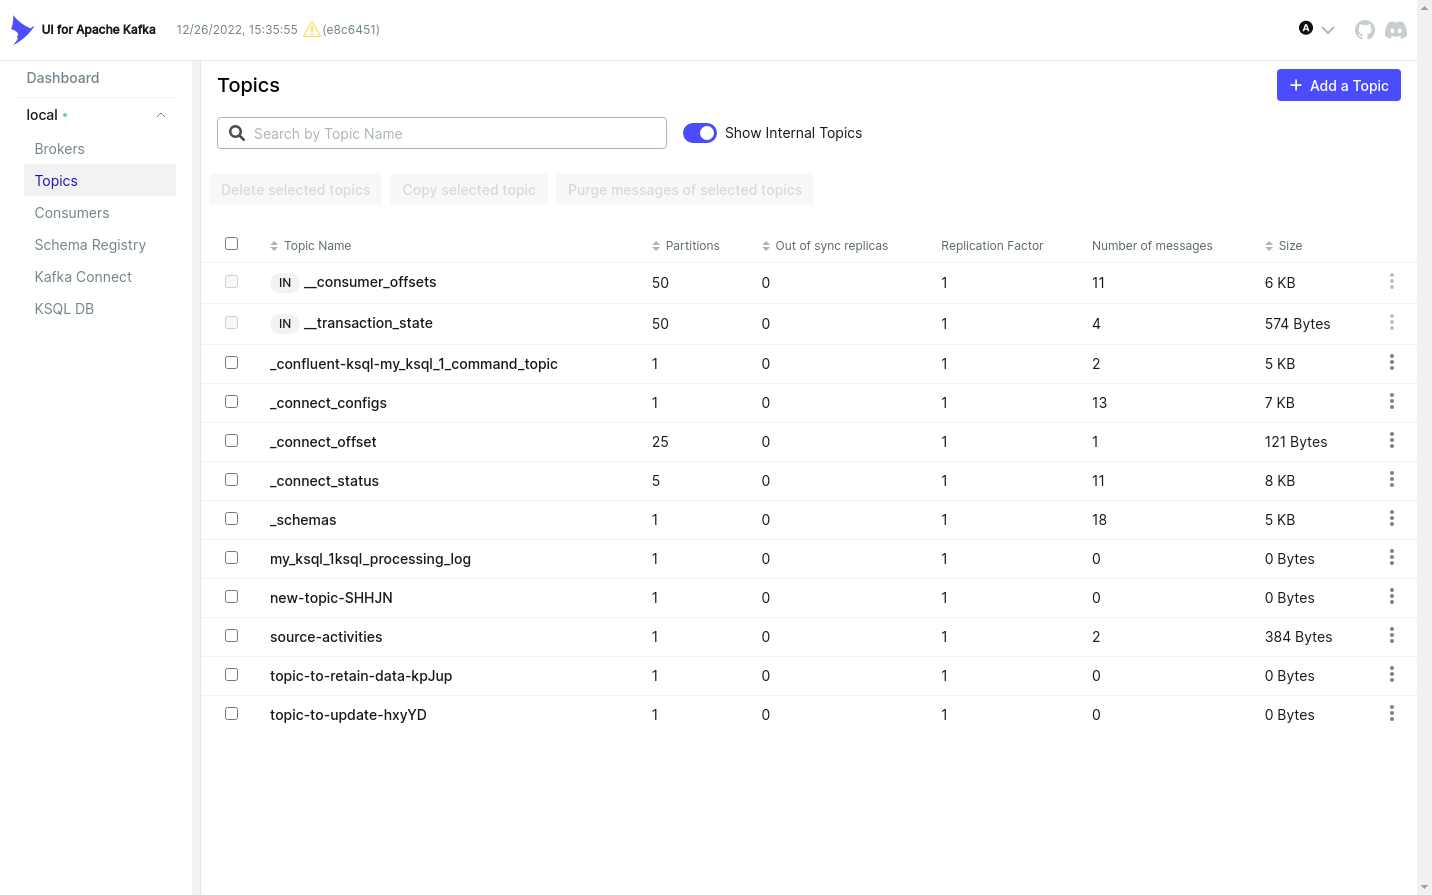 UI for Apache Kafka 12/26/2022, 15:35:55 (e8c6451) A
Dashboard
local
Brokers
Topics
Consumers
Schema Registry
Kafka Connect
KSQL DB
Topics
Add a Topic
Search by Topic Name
Show Internal Topics
Delete selected topics Copy selected topic Purge messages of selected topics
Topic Name Partitions Out of sync replicas Replication Factor Number of messages Size
IN __consumer_offsets 50 0 1 11 6 KB
IN __transaction_state 50 0 1 4 574 Bytes
_confluent-ksql-my_ksql_1_command_topic 1 0 1 2 5 KB
_connect_configs 1 0 1 13 7 KB
_connect_offset 25 0 1 1 121 Bytes
_connect_status 5 0 1 11 8 KB
_schemas 1 0 1 18 5 KB
my_ksql_1ksql_processing_log 1 0 1 0 0 Bytes
new-topic-SHHJN 1 0 1 0 0 Bytes
source-activities 1 0 1 2 384 Bytes
topic-to-retain-data-kpJup 1 0 1 0 0 Bytes
topic-to-update-hxyYD 1 0 1 0 0 Bytes